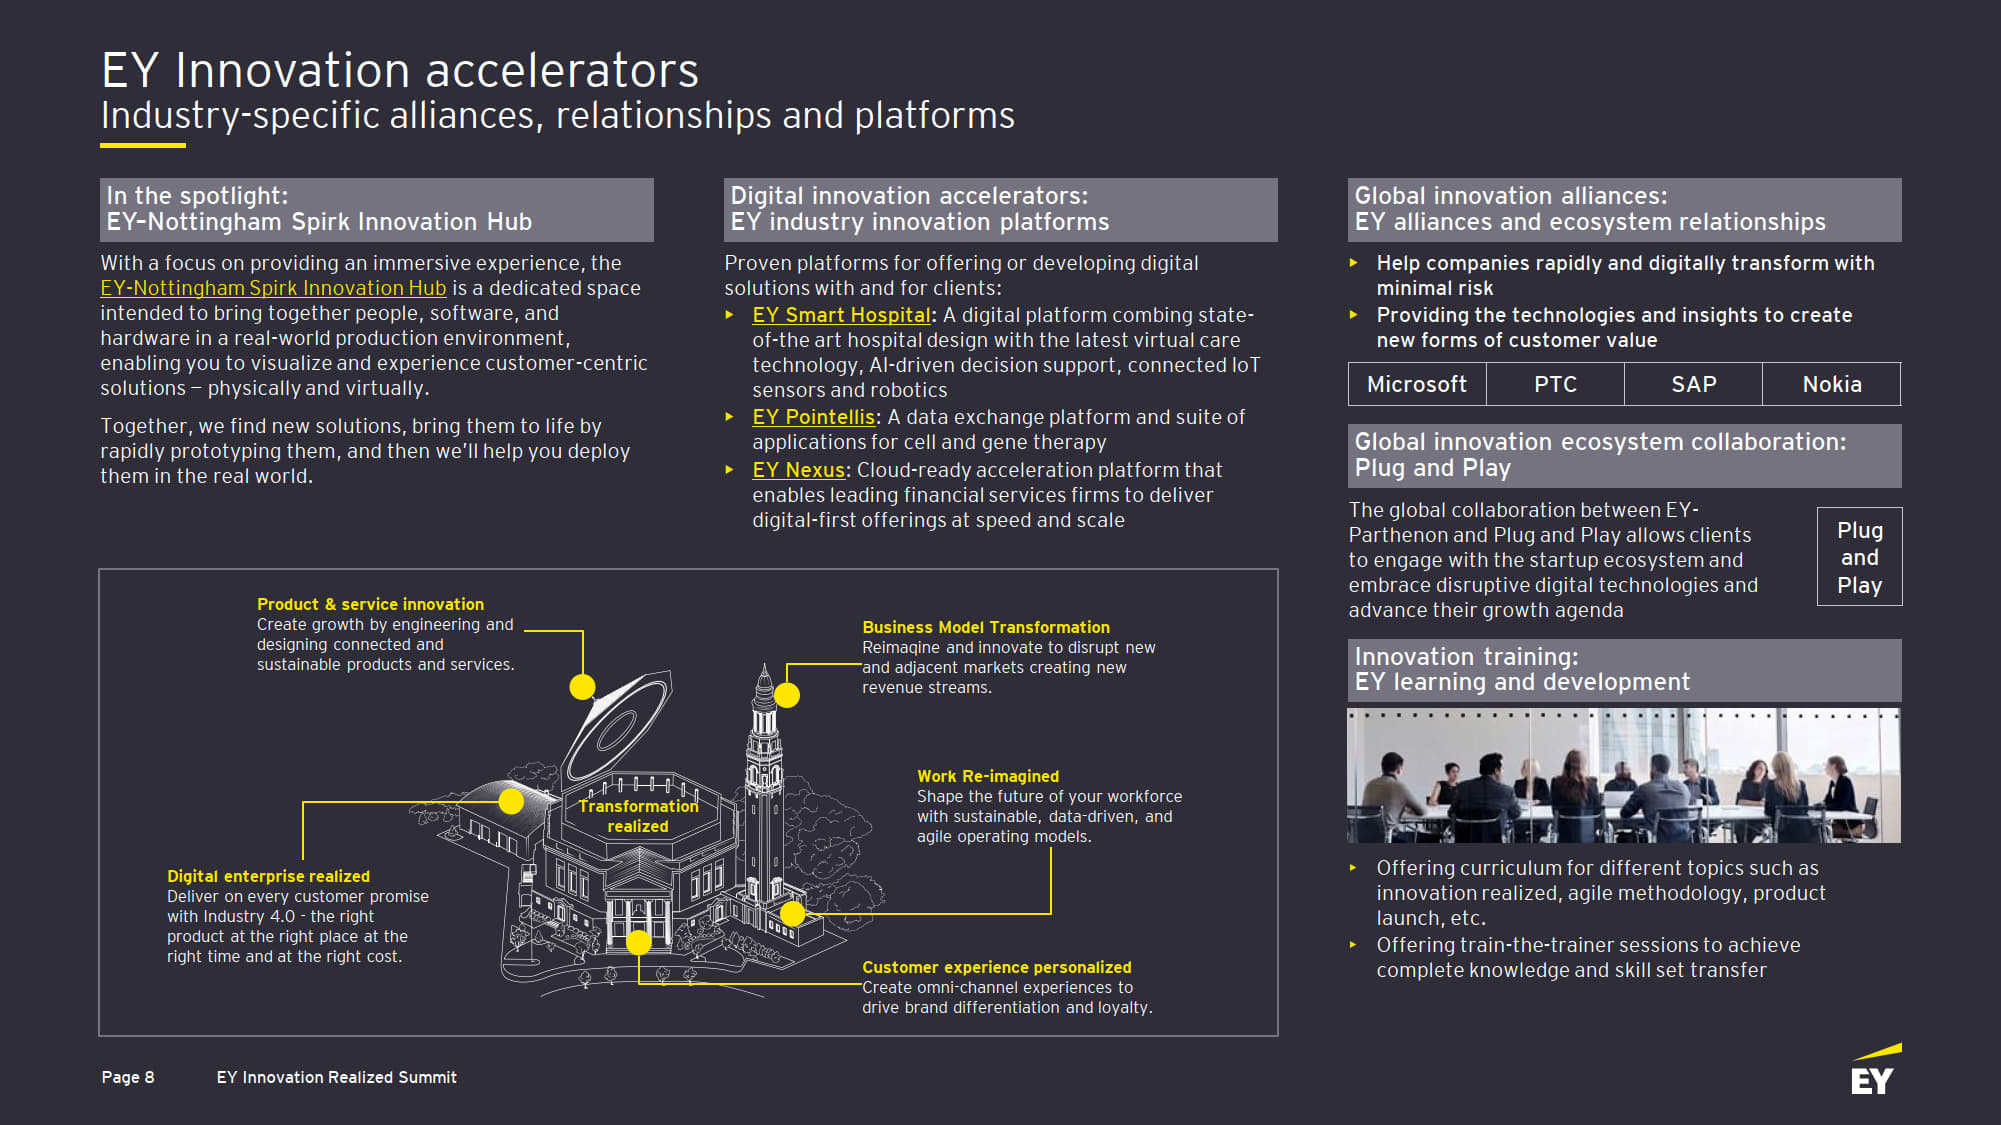 EY Innovation accelerators
Industry-specific alliances, relationships and platforms
In the spotlight:
EY–Nottingham Spirk Innovation Hub
With a focus on providing an immersive experience, the
EY-Nottingham Spirk Innovation Hub is a dedicated space
intended to bring together people, software, and
hardware in a real-world production environment,
enabling you to visualize and experience customer-centric
solutions – physically and virtually.
Together, we find new solutions, bring them to life by
rapidly prototyping them, and then we'll help you deploy
them in the real world.
Digital innovation accelerators:
EY industry innovation platforms
Proven platforms for offering or developing digital
solutions with and for clients:
EY Smart Hospital: A digital platform combing state-
of-the art hospital design with the latest virtual care
technology, AI-driven decision support, connected IoT
sensors and robotics
EY Pointellis: A data exchange platform and suite of
applications for cell and gene therapy
EY Nexus: Cloud-ready acceleration platform that
enables leading financial services firms to deliver
digital-first offerings at speed and scale
Product & service innovation
Create growth by engineering and
designing connected and
sustainable products and services.
Business Model Transformation
Reimagine and innovate to disrupt new
and adjacent markets creating new
revenue streams.
Transformation
realized
Work Re-imagined
Shape the future of your workforce
with sustainable, data-driven, and
agile operating models.
Digital enterprise realized
Deliver on every customer promise
with Industry 4.0 - the right
product at the right place at the
right time and at the right cost.
Customer experience personalized
Create omni-channel experiences to
drive brand differentiation and loyalty.
Global innovation alliances:
EY alliances and ecosystem relationships
Help companies rapidly and digitally transform with
minimal risk
Providing the technologies and insights to create
new forms of customer value
Microsoft PTC SAP Nokia
Global innovation ecosystem collaboration:
Plug and Play
The global collaboration between EY-
Parthenon and Plug and Play allows clients
to engage with the startup ecosystem and
embrace disruptive digital technologies and
advance their growth agenda
Plug
and
Play
Innovation training:
EY learning and development
Offering curriculum for different topics such as
innovation realized, agile methodology, product
launch, etc.
Offering train-the-trainer sessions to achieve
complete knowledge and skill set transfer
Page 8 EY Innovation Realized Summit
EY